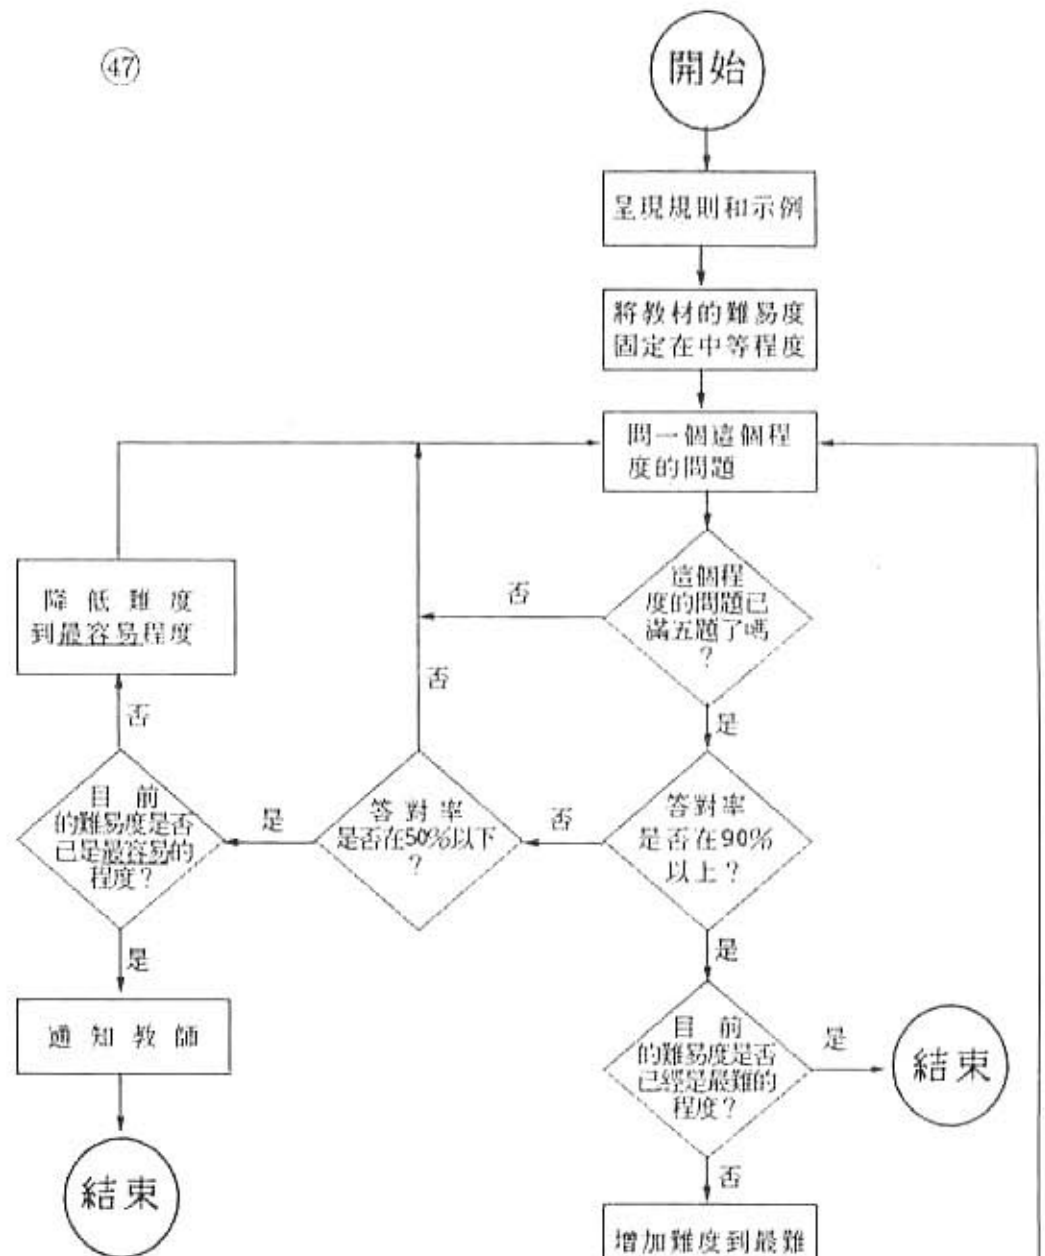 ㊼
開始
呈現規則和示例
將教材的難易度
固定在中等程度
問一個這個程
度的問題
這個程
度的問題已
滿五題了嗎
?
否
是
降低難度
到最容易程度
否
否
答對率
是否在90%
以上?
否
答對率
是否在50%以下
?
是
目前
的難易度是否
已是最容易的
程度?
是
通知教師
結束
是
目前
的難易度是否
已經是最難的
程度?
是
結束
否
增加難度到最難